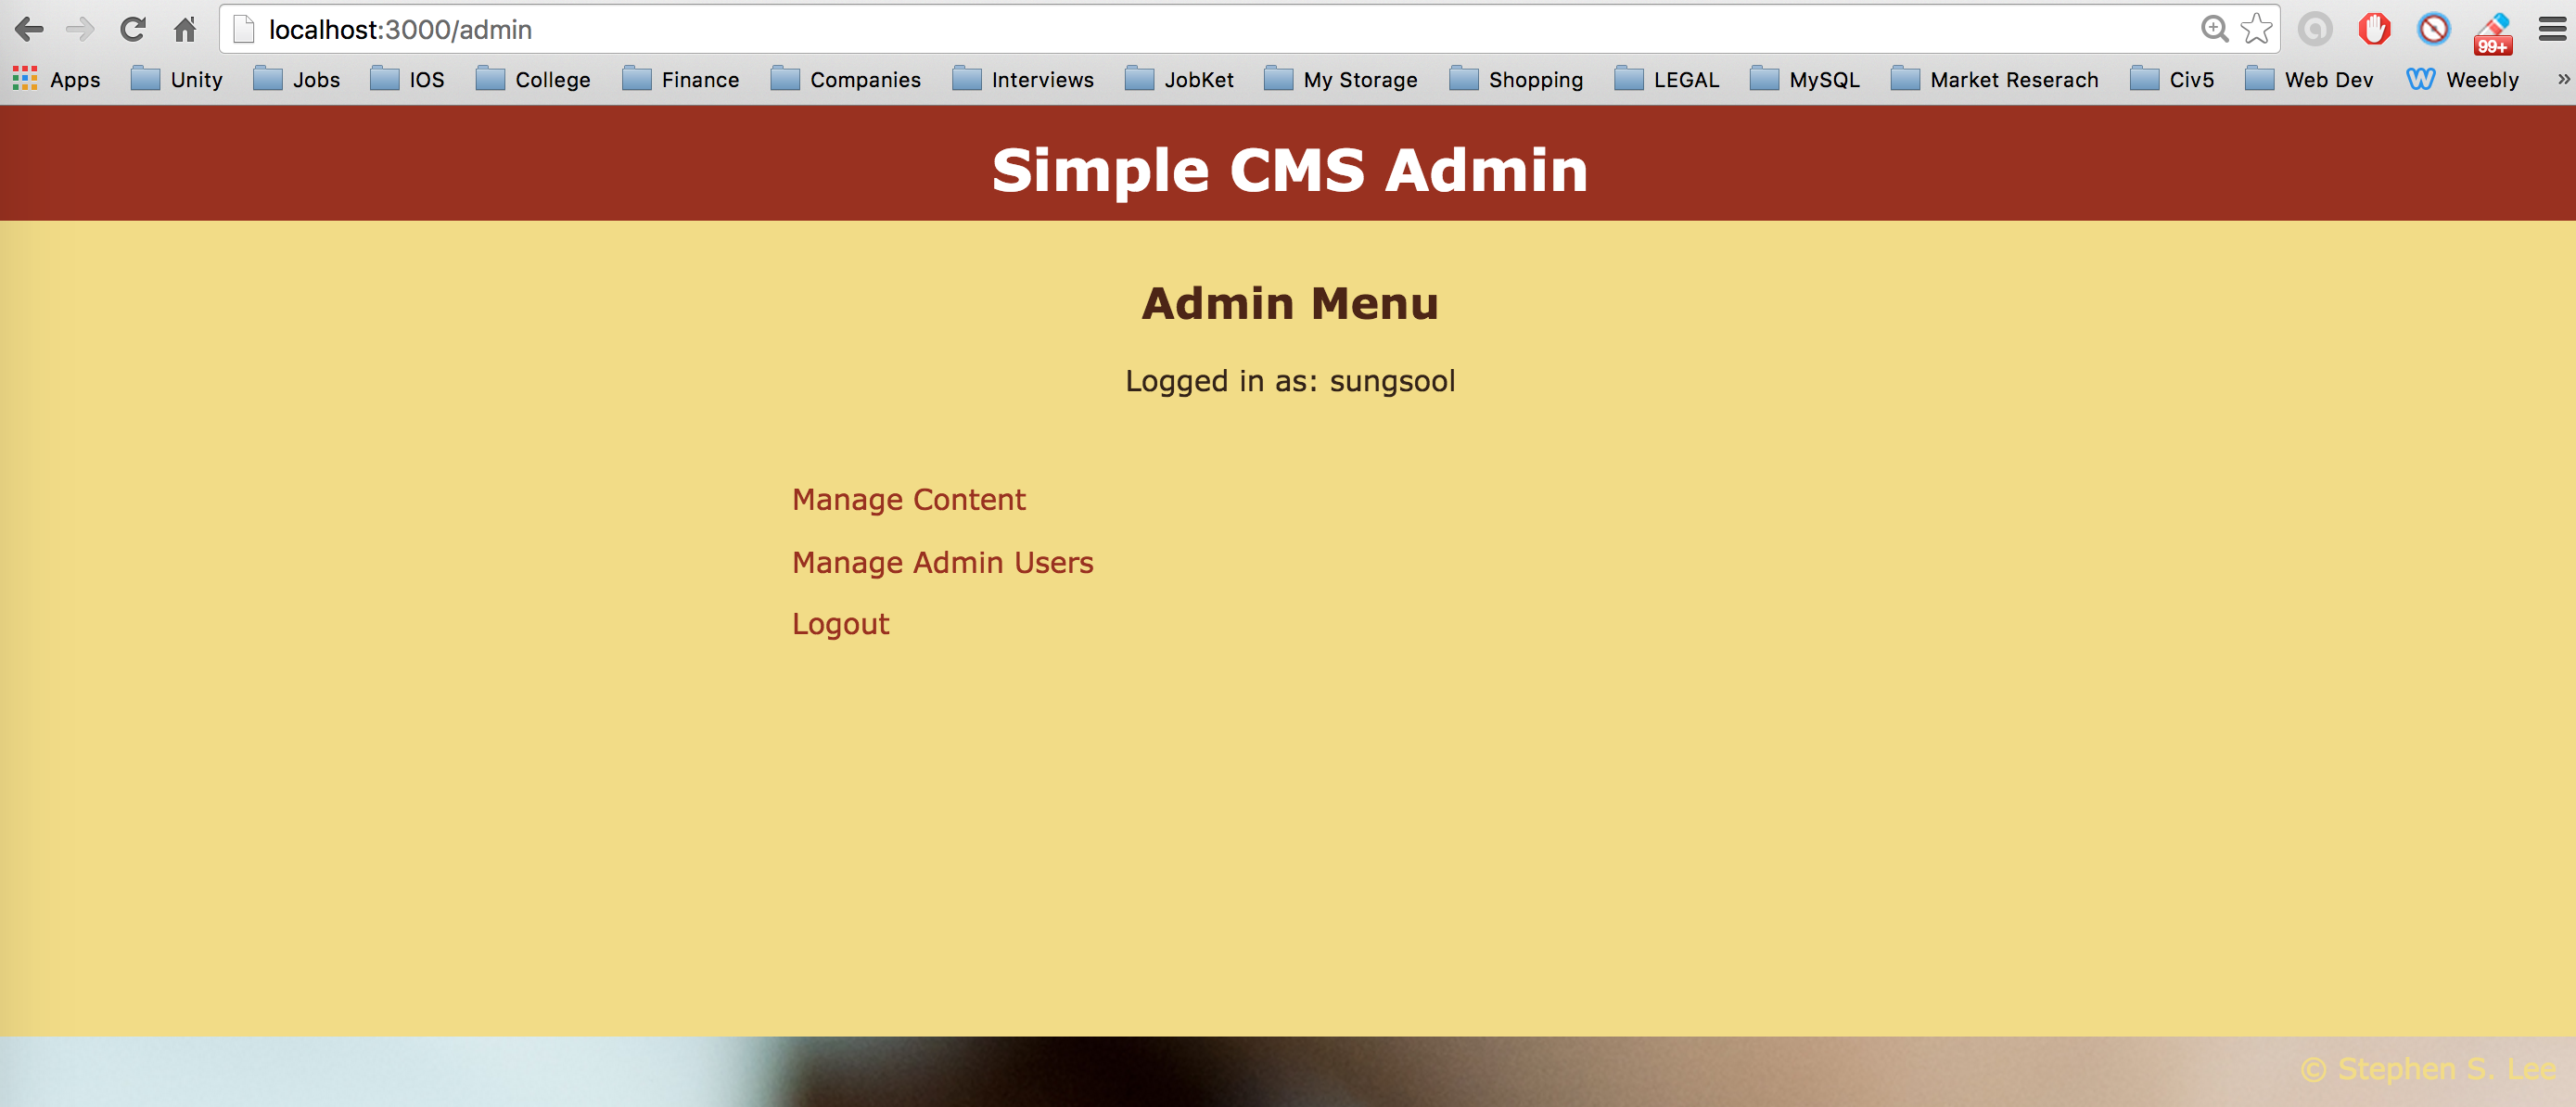 localhost:3000/admin
99+
Apps Unity Jobs IOS College Finance Companies Interviews JobKet My Storage Shopping LEGAL MySQL Market Reserach Civ5 Web Dev Weebly »
Simple CMS Admin
Admin Menu
Logged in as: sungsool
Manage Content
Manage Admin Users
Logout
© Stephen S. Lee